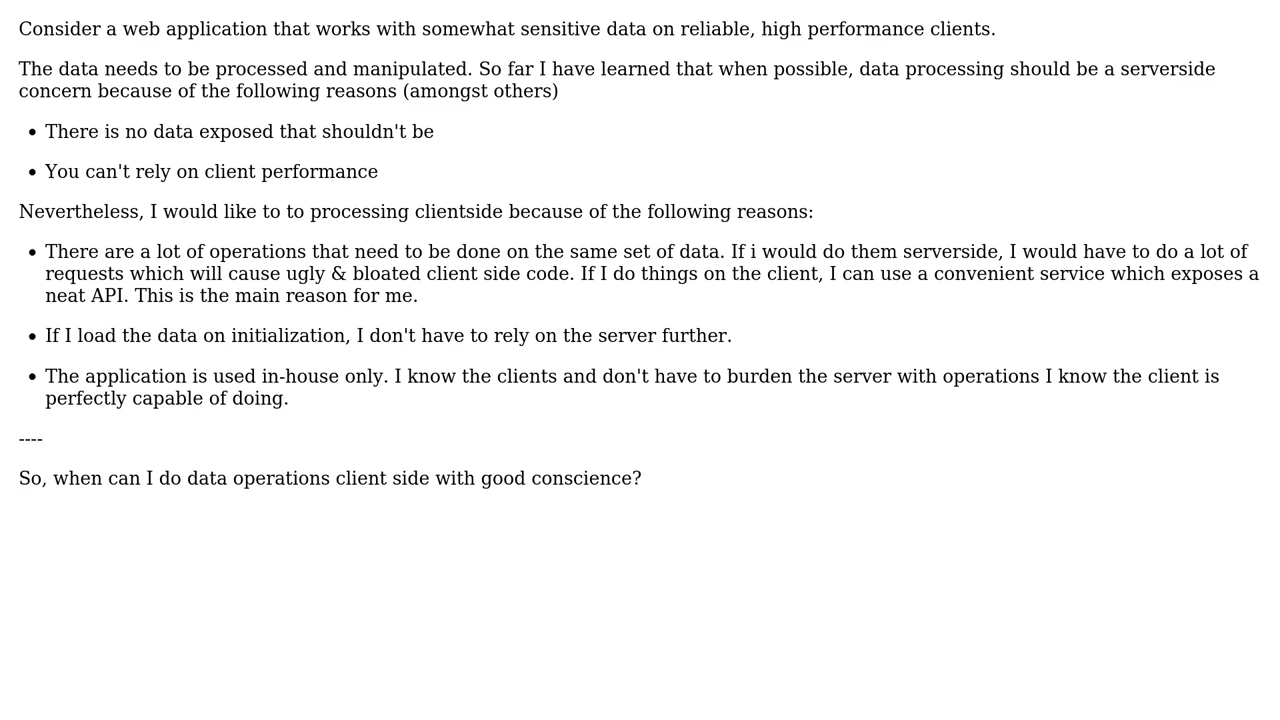 Consider a web application that works with somewhat sensitive data on reliable, high performance clients.
The data needs to be processed and manipulated. So far I have learned that when possible, data processing should be a serverside
concern because of the following reasons (amongst others)
• There is no data exposed that shouldn't be
• You can't rely on client performance
Nevertheless, I would like to to processing clientside because of the following reasons:
• There are a lot of operations that need to be done on the same set of data. If i would do them serverside, I would have to do a lot of
requests which will cause ugly & bloated client side code. If I do things on the client, I can use a convenient service which exposes a
neat API. This is the main reason for me.
• If I load the data on initialization, I don't have to rely on the server further.
• The application is used in-house only. I know the clients and don't have to burden the server with operations I know the client is
perfectly capable of doing.
----
So, when can I do data operations client side with good conscience?